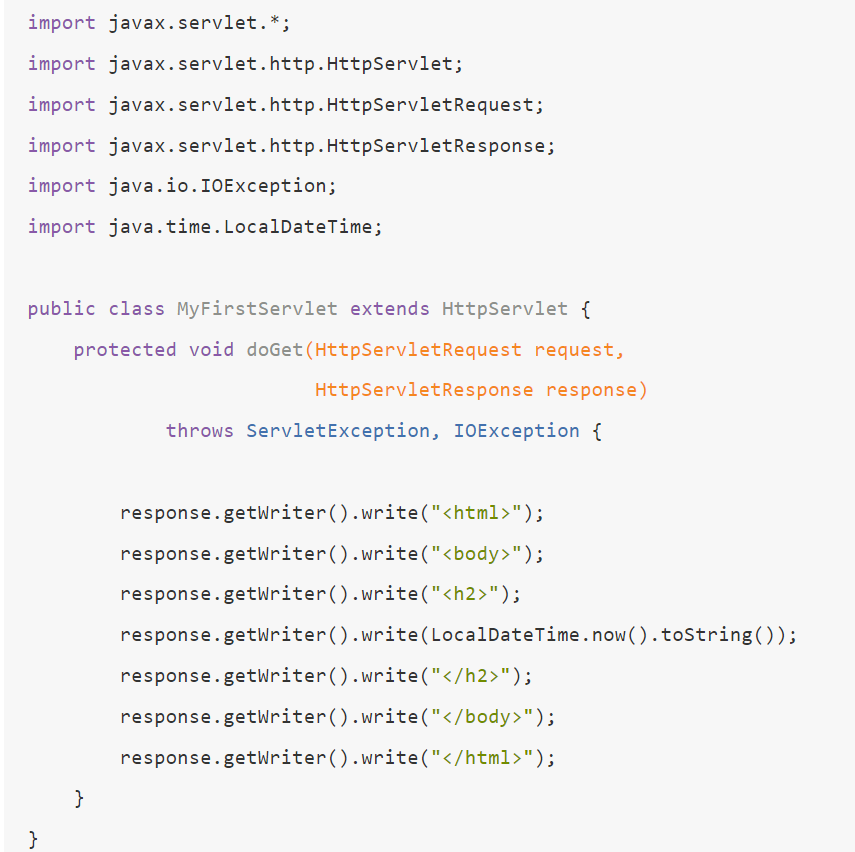 import javax.servlet.*;
import javax.servlet.http.HttpServlet;
import javax.servlet.http.HttpServletRequest;
import javax.servlet.http.HttpServletResponse;
import java.io.IOException;
import java.time.LocalDateTime;
public class MyFirstServlet extends HttpServlet {
    protected void doGet(HttpServletRequest request,
                         HttpServletResponse response)
            throws ServletException, IOException {
        response.getWriter().write("<html>");
        response.getWriter().write("<body>");
        response.getWriter().write("<h2>");
        response.getWriter().write(LocalDateTime.now().toString());
        response.getWriter().write("</h2>");
        response.getWriter().write("</body>");
        response.getWriter().write("</html>");
    }
}